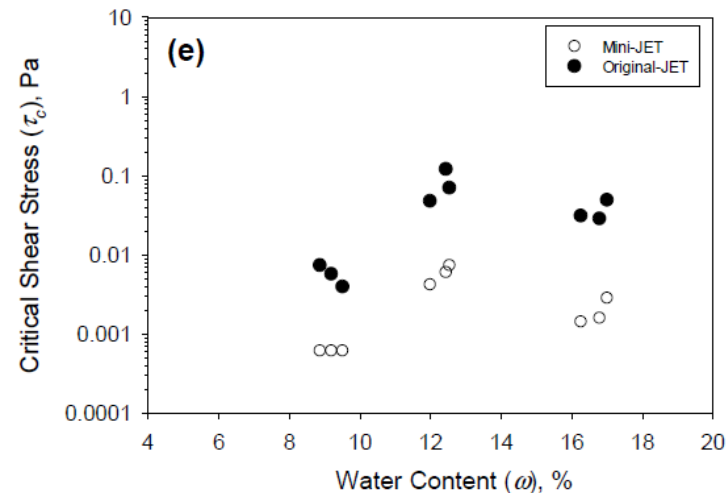 (e)
Mini-JET
Original-JET
Critical Shear Stress (τc), Pa
10
1
0.1
0.01
0.001
0.0001
4 6 8 10 12 14 16 18 20
Water Content (ω), %